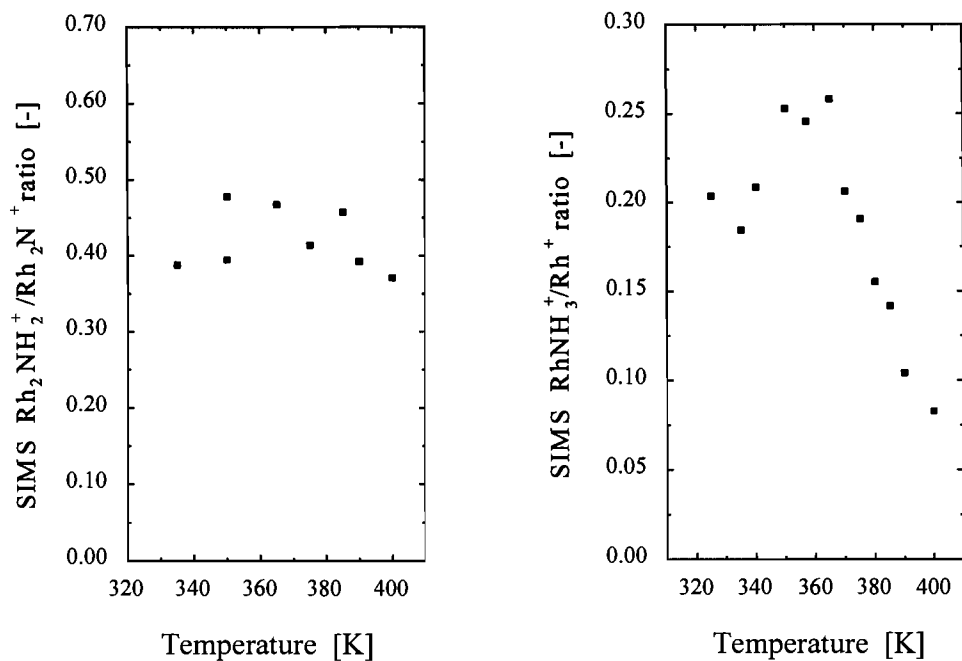 SIMS Rh₂NH₂⁺/Rh₂N⁺ ratio [-]
0.70
0.60
0.50
0.40
0.30
0.20
0.10
0.00
320 340 360 380 400
Temperature [K]
SIMS RhNH₃⁺/Rh⁺ ratio [-]
0.30
0.25
0.20
0.15
0.10
0.05
0.00
320 340 360 380 400
Temperature [K]